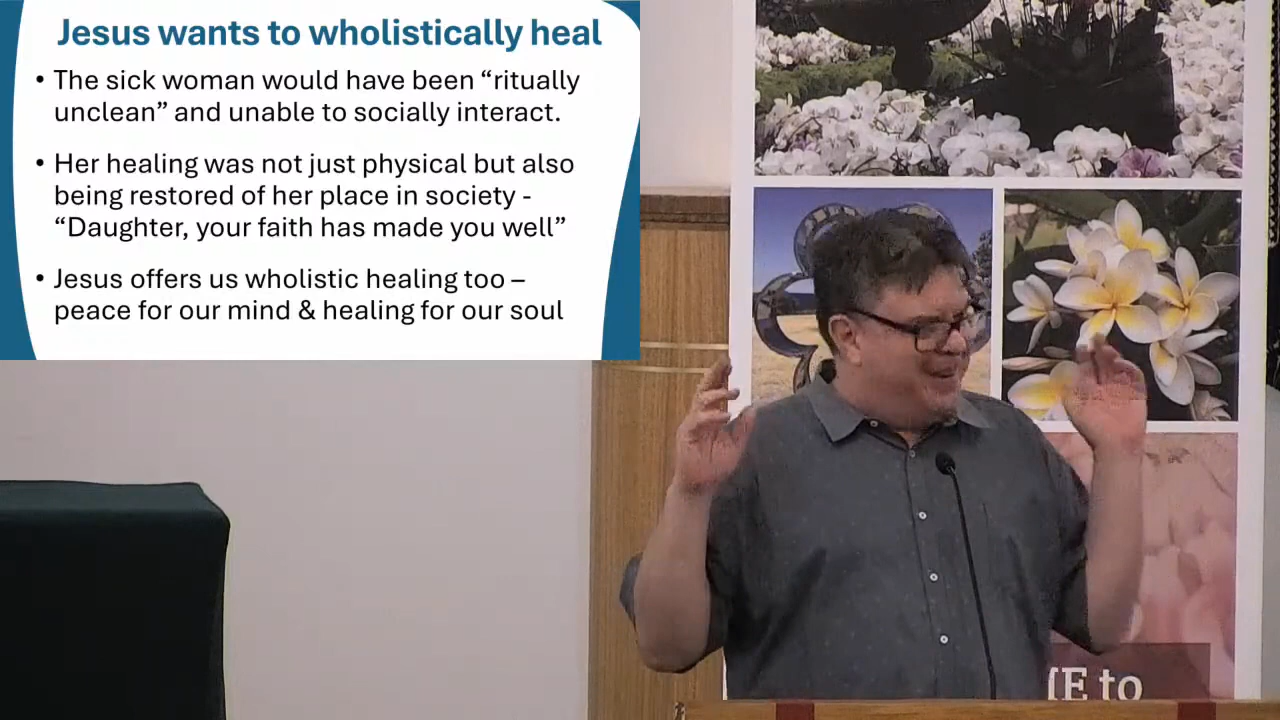 Jesus wants to wholistically heal
• The sick woman would have been “ritually
unclean” and unable to socially interact.
• Her healing was not just physical but also
being restored of her place in society -
“Daughter, your faith has made you well”
• Jesus offers us wholistic healing too –
peace for our mind & healing for our soul
E to